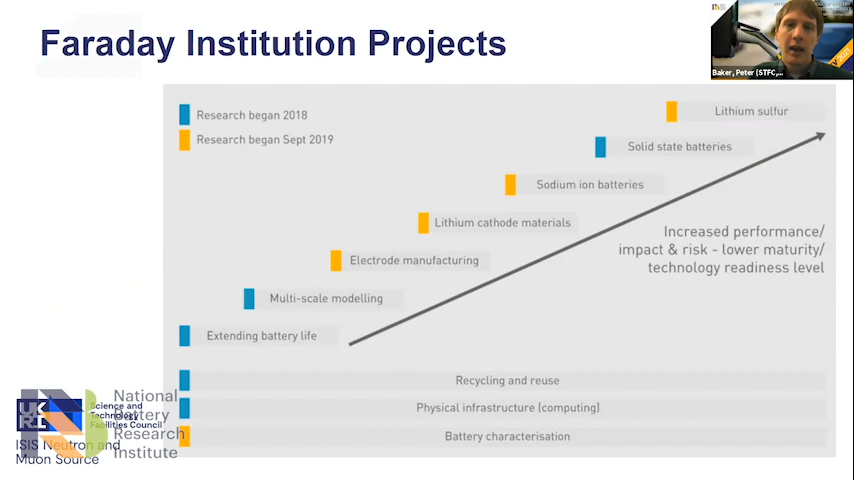 Faraday Institution Projects
Baker, Peter (STFC,
Research began 2018
Research began Sept 2019
Lithium sulfur
Solid state batteries
Sodium ion batteries
Lithium cathode materials
Electrode manufacturing
Multi-scale modelling
Extending battery life
Increased performance/
impact & risk - lower maturity/
technology readiness level
Recycling and reuse
Physical infrastructure (computing)
Battery characterisation
UKRI
Science and
Technology
Facilities Council
ISIS Neutron and
Muon Source
National
Battery
Research
Institute